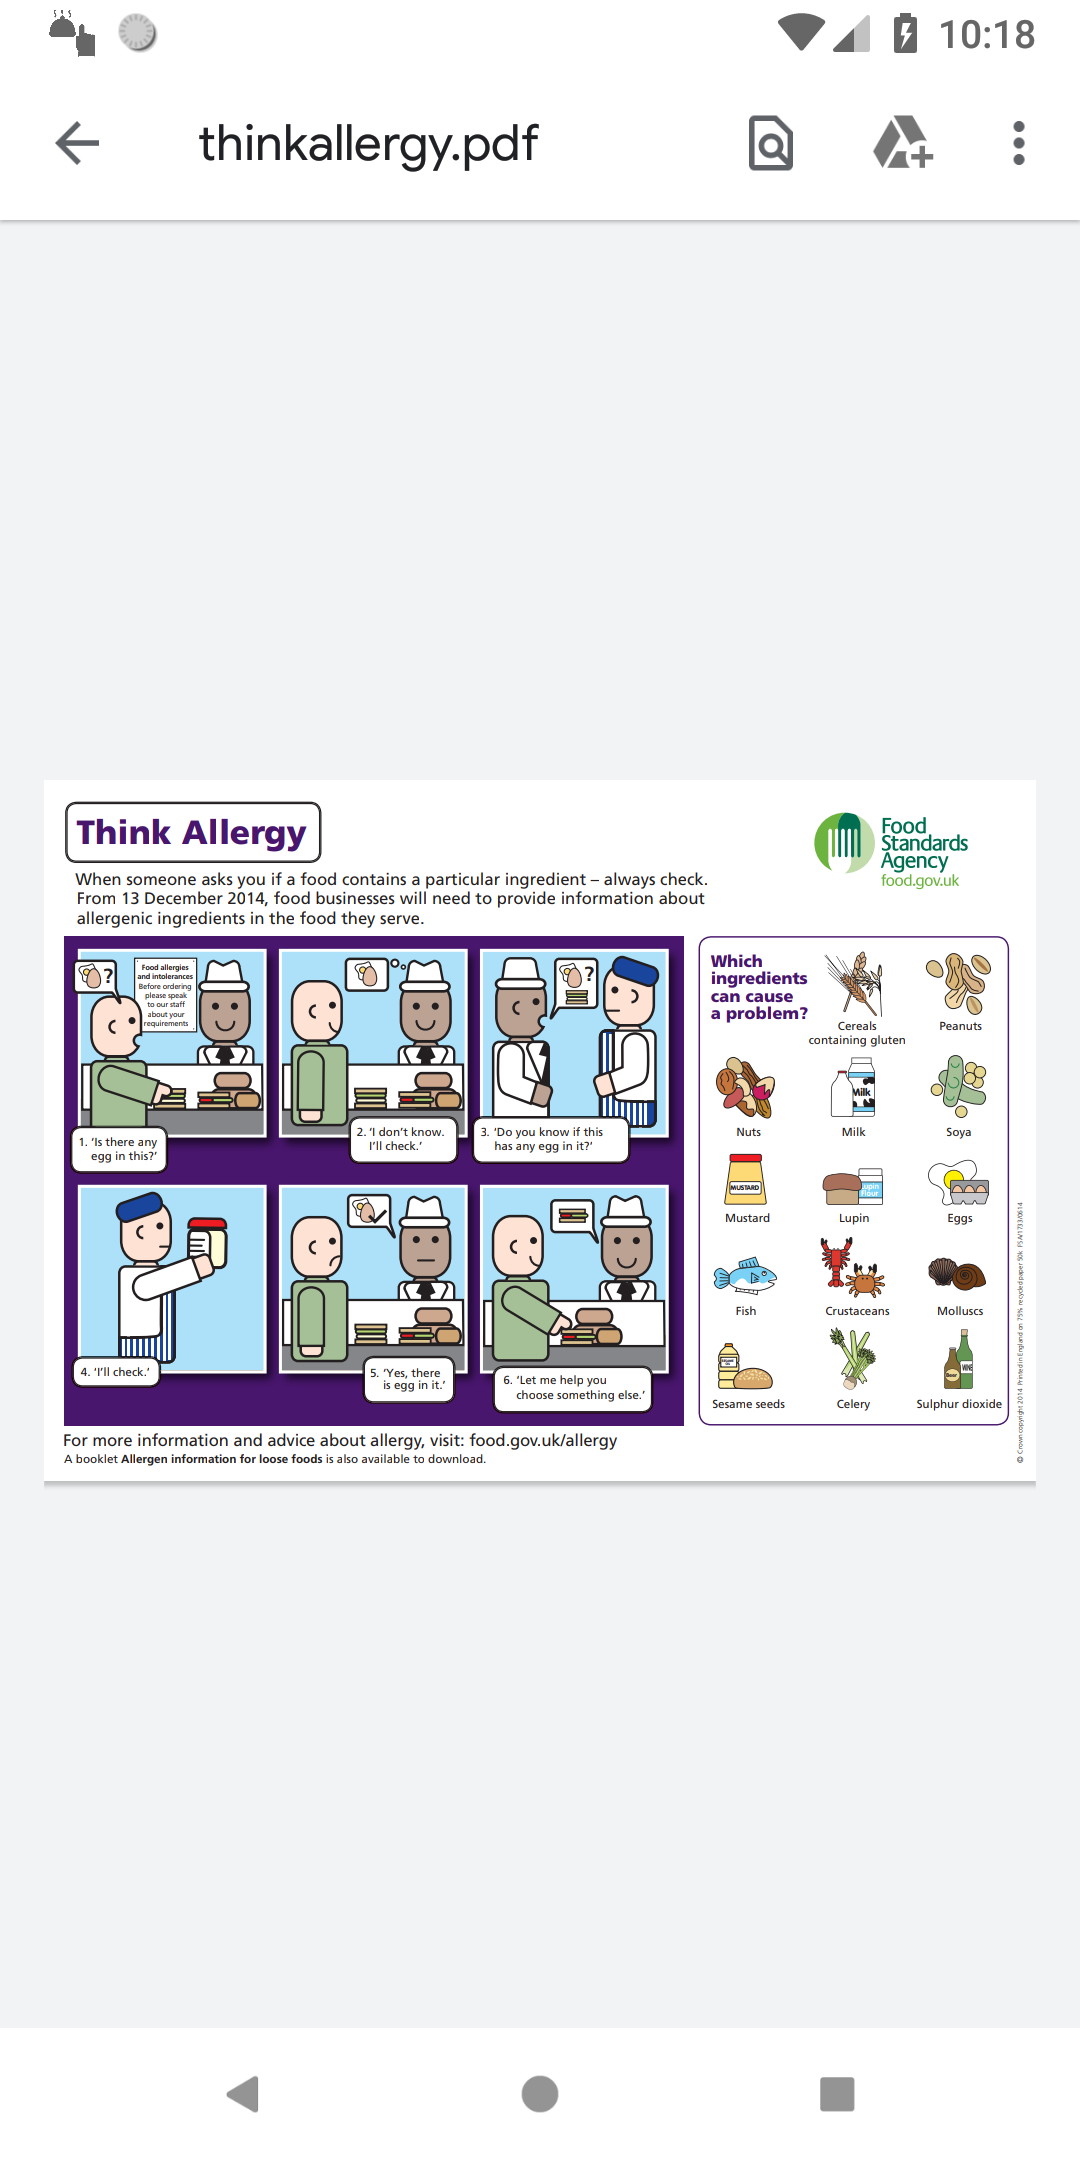 10:18
thinkallergy.pdf
Think Allergy
Food
Standards
Agency
food.gov.uk
When someone asks you if a food contains a particular ingredient – always check.
From 13 December 2014, food businesses will need to provide information about
allergenic ingredients in the food they serve.
?
Food allergies
and intolerances
Before ordering
please speak
to our staff
about your
requirements
1. ‘Is there any
egg in this?’
2. ‘I don’t know.
I’ll check.’
?
3. ‘Do you know if this
has any egg in it?’
4. ‘I’ll check.’
5. ‘Yes, there
is egg in it.’
6. ‘Let me help you
choose something else.’
Which
ingredients
can cause
a problem?
Cereals
containing gluten
Peanuts
Nuts
Milk
Milk
Soya
MUSTARD
Mustard
Lupin
Flour
Lupin
Eggs
Fish
Crustaceans
Molluscs
Sesame seeds
Celery
Beer
WINE
Sulphur dioxide
For more information and advice about allergy, visit: food.gov.uk/allergy
A booklet Allergen information for loose foods is also available to download.
© Crown copyright 2014 Printed in England on 75% recycled paper 50k FSA/1733/0614